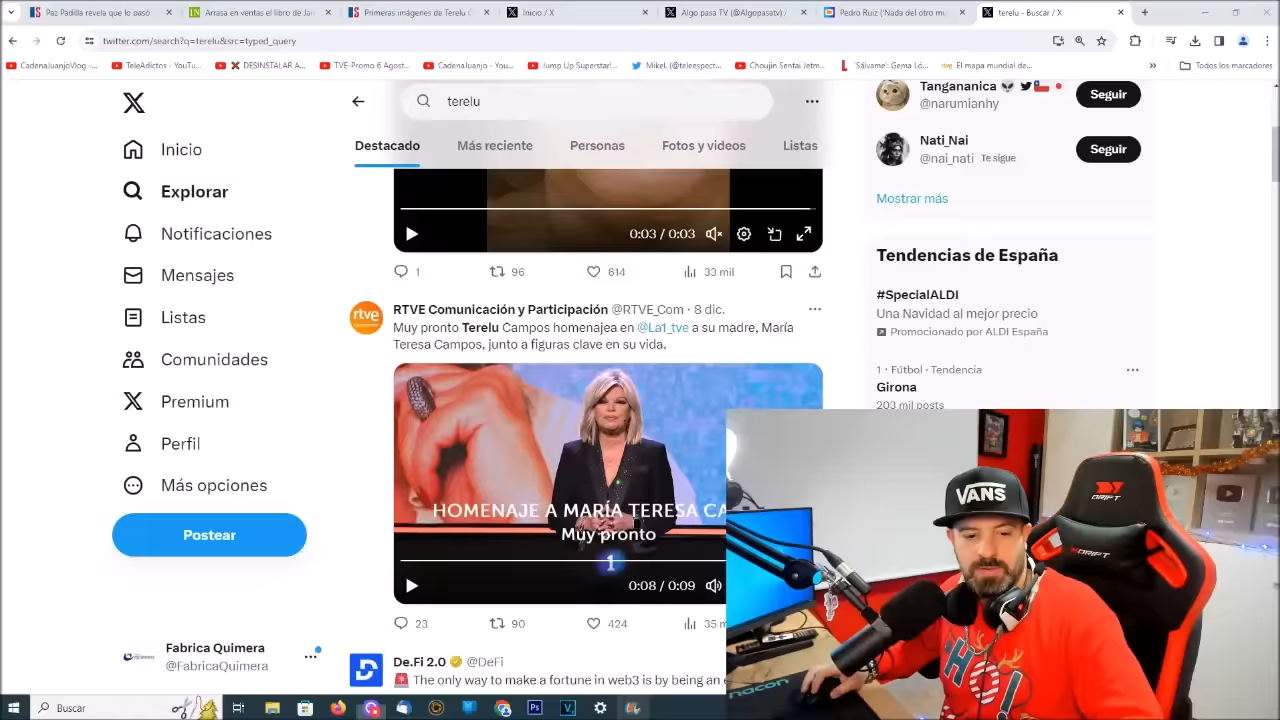 Paz Padilla revela que lo pasó
Arrasa en ventas el libro de Jai
Primeras imágenes de Terelu C
Inicio / X
Algo pasa TV (@Algopasatv) /
Pedro Ruiz ('Nada del otro mu
terelu - Buscar / X
twitter.com/search?q=terelu&src=typed_query
CadenaJuanjoVlog -...
TeleAdictos - YouTu...
DESINSTALAR A...
TVE-Promo 6 Agost...
CadenaJuanjo - You...
Jump Up Superstar!...
Mikel. (@teleespect...
Choujin Sentai Jetm...
'Sálvame': Gema Ló...
El mapa mundial de...
»
Todos los marcadores
X
Inicio
Explorar
Notificaciones
Mensajes
Listas
Comunidades
Premium
Perfil
Más opciones
Postear
Fabrica Quimera
@FabricaQuimera
terelu
Destacado
Más reciente
Personas
Fotos y videos
Listas
0:03 / 0:03
1
96
614
33 mil
rtve
RTVE Comunicación y Participación @RTVE_Com · 8 dic.
Muy pronto Terelu Campos homenajea en @La1_tve a su madre, María
Teresa Campos, junto a figuras clave en su vida.
HOMENAJE A MARÍA TERESA CA
Muy pronto
1
0:08 / 0:09
23
90
424
35 m
De.Fi 2.0 @DeFi
The only way to make a fortune in web3 is by being an e
Tangananica
@narumianhy
Seguir
Nati_Nai
@nai_nati Te sigue
Seguir
Mostrar más
Tendencias de España
#SpecialALDI
Una Navidad al mejor precio
Promocionado por ALDI España
1 · Fútbol · Tendencia
Girona
203 mil posts
VANS
DRIFT
DRIFT
nacon
HO!
Buscar
Ps
V